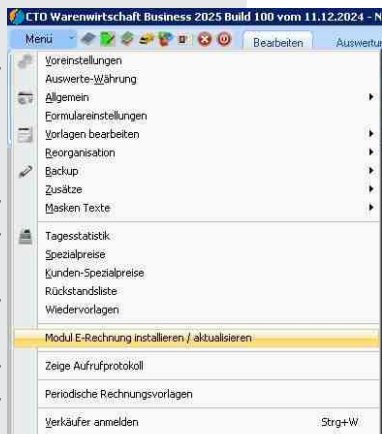 CTO Warenwirtschaft Business 2025 Build 100 vom 11.12.2024 - N
Menü Bearbeiten Auswertu
Voreinstellungen
Auswerte-Währung
Allgemein
Formulareinstellungen
Vorlagen bearbeiten
Reorganisation
Backup
Zusätze
Masken Texte
Tagesstatistik
Spezialpreise
Kunden-Spezialpreise
Rückstandsliste
Wiedervorlagen
Modul E-Rechnung installieren / aktualisieren
Zeige Aufrufprotokoll
Periodische Rechnungsvorlagen
Verkäufer anmelden Strg+W